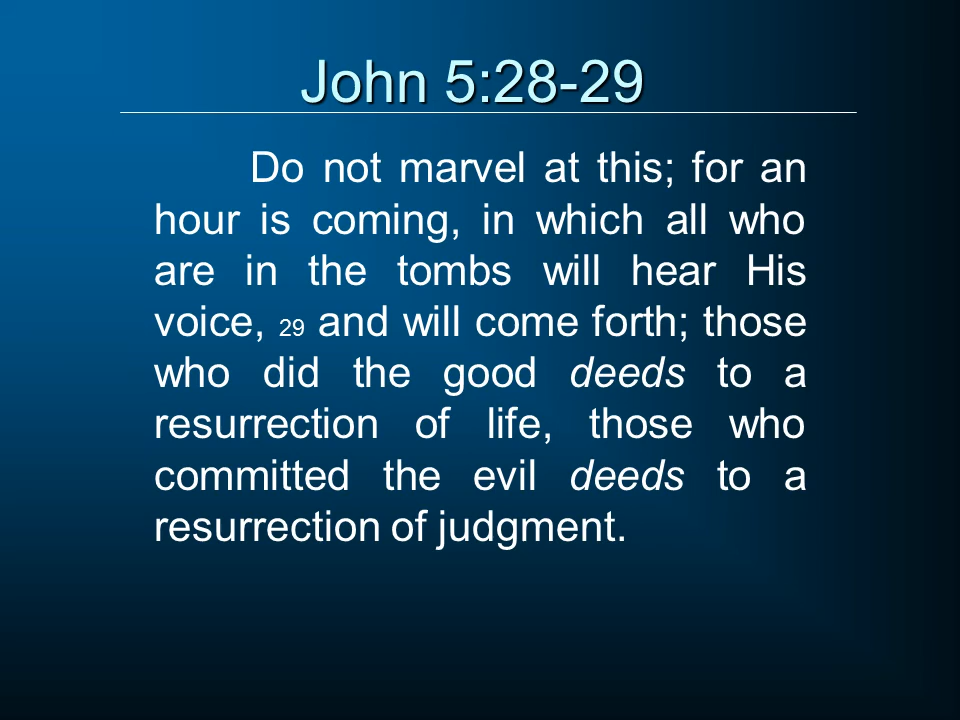 John 5:28-29
Do not marvel at this; for an
hour is coming, in which all who
are in the tombs will hear His
voice, 29 and will come forth; those
who did the good deeds to a
resurrection of life, those who
committed the evil deeds to a
resurrection of judgment.